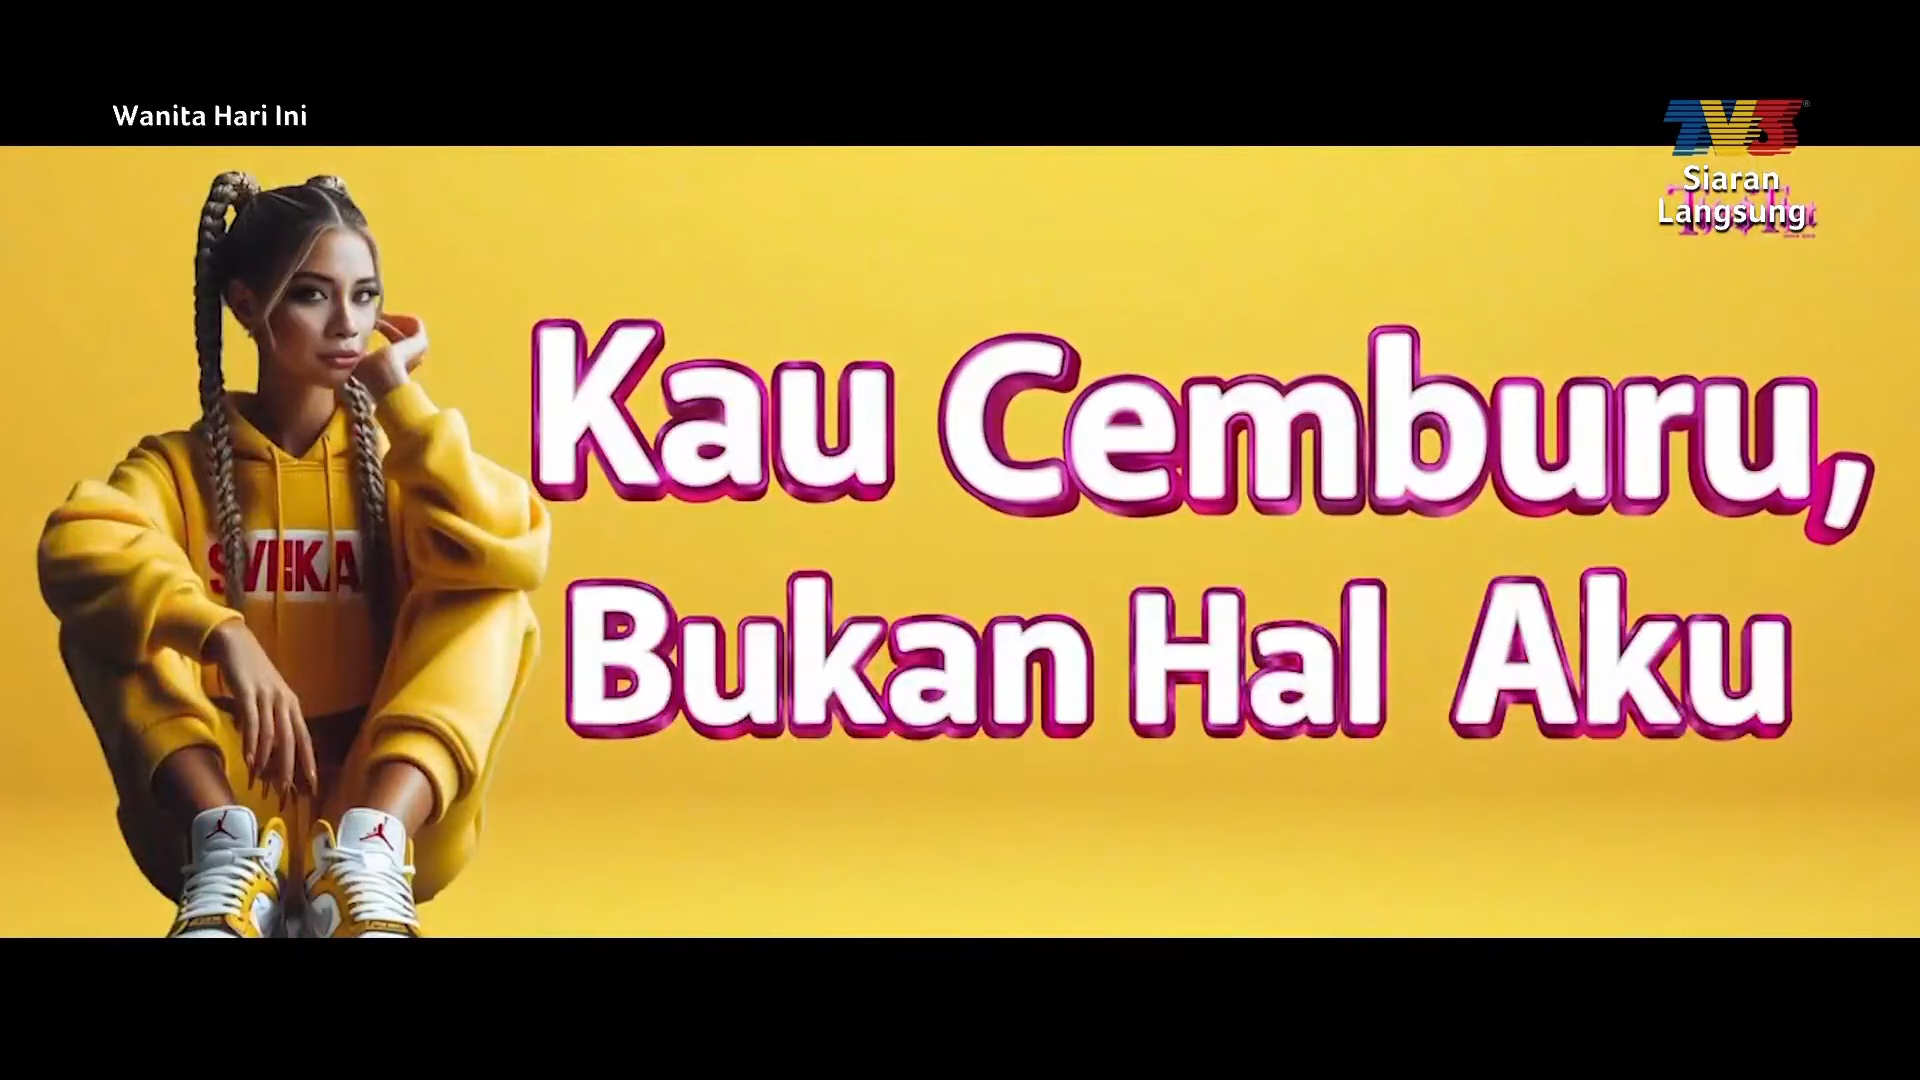 Wanita Hari Ini
TV3
Siaran
Langsung
Kau Cemburu,
Bukan Hal Aku